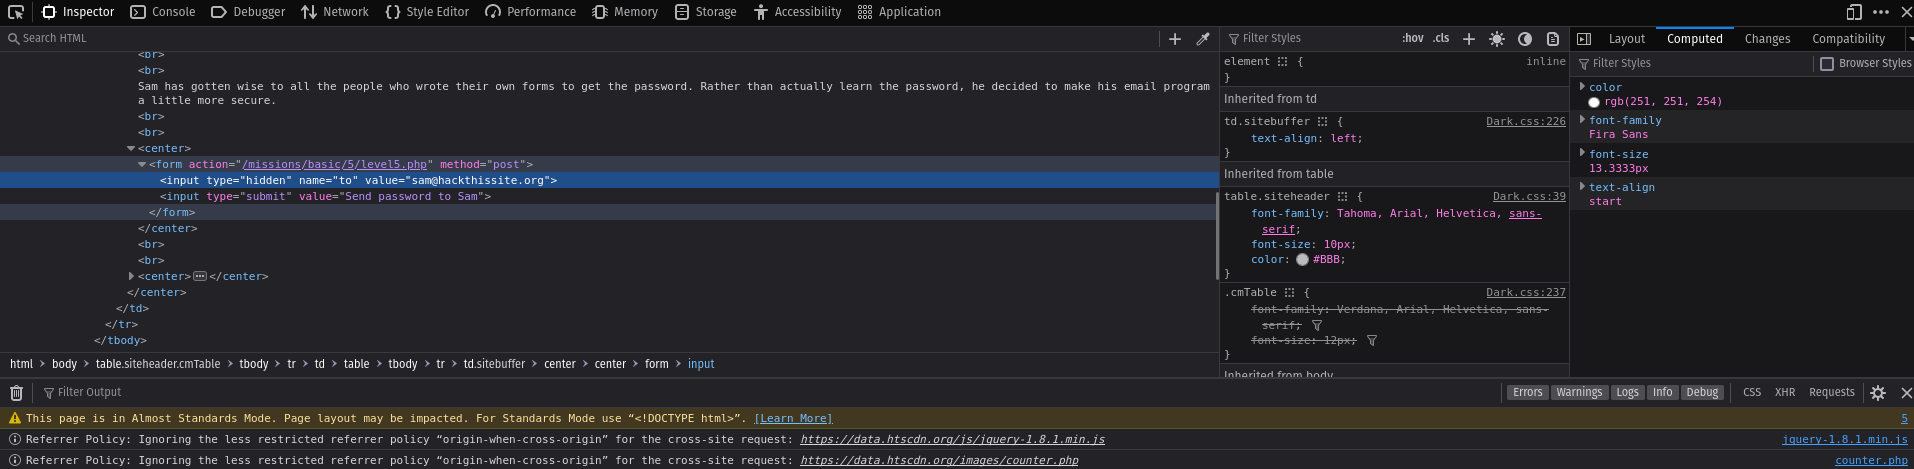 Inspector Console Debugger Network Style Editor Performance Memory Storage Accessibility Application
Search HTML
<br>
<br>
Sam has gotten wise to all the people who wrote their own forms to get the password. Rather than actually learn the password, he decided to make his email program
a little more secure.
<br>
<br>
<center>
<form action="/missions/basic/5/level5.php" method="post">
<input type="hidden" name="to" value="sam@hackthissite.org">
<input type="submit" value="Send password to Sam">
</form>
</center>
<br>
<br>
<center> </center>
</center>
</td>
</tr>
</tbody>
html > body > table.siteheader.cmTable > tbody > tr > td > table > tbody > tr > td.sitebuffer > center > center > form > input
Filter Styles :hov .cls +
element { inline
}
Inherited from td
td.sitebuffer { Dark.css:226
text-align: left;
}
Inherited from table
table.siteheader { Dark.css:39
font-family: Tahoma, Arial, Helvetica, sans-
serif;
font-size: 10px;
color: #BBB;
}
.cmTable { Dark.css:237
font-family: Verdana, Arial, Helvetica, sans-
serif;
font-size: 12px;
}
Inherited from body
Layout Computed Changes Compatibility
Filter Styles Browser Styles
color
rgb(251, 251, 254)
font-family
Fira Sans
font-size
13.3333px
text-align
start
Filter Output Errors Warnings Logs Info Debug CSS XHR Requests
This page is in Almost Standards Mode. Page layout may be impacted. For Standards Mode use “<!DOCTYPE html>”. [Learn More] 5
Referrer Policy: Ignoring the less restricted referrer policy “origin-when-cross-origin” for the cross-site request: https://data.htscdn.org/js/jquery-1.8.1.min.js jquery-1.8.1.min.js
Referrer Policy: Ignoring the less restricted referrer policy “origin-when-cross-origin” for the cross-site request: https://data.htscdn.org/images/counter.php counter.php